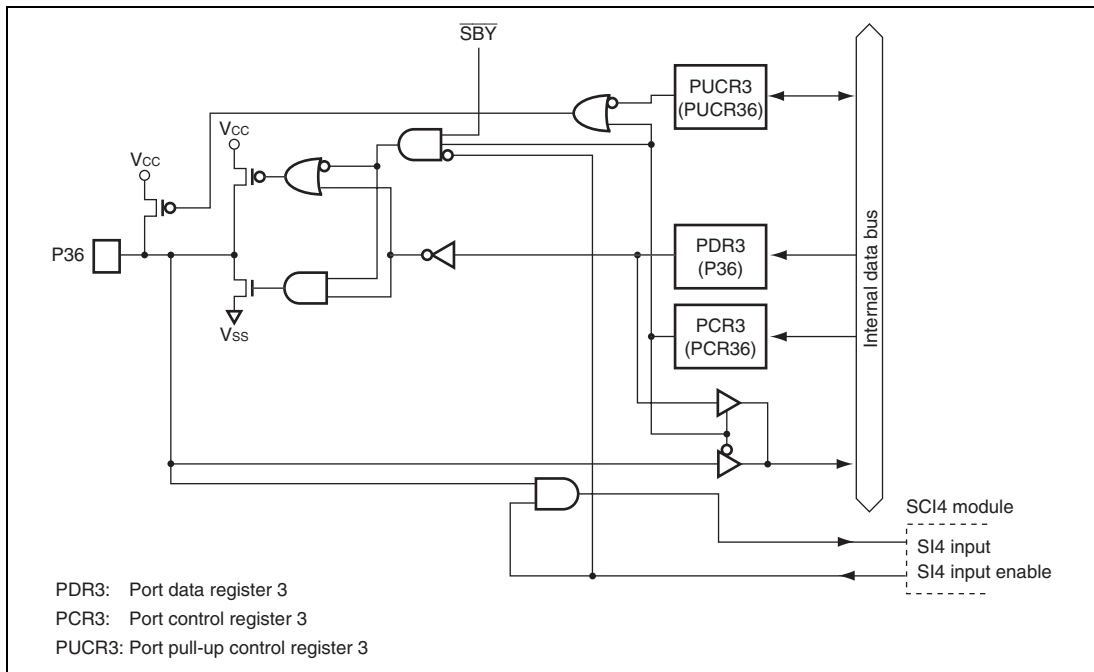 SBY
PUCR3
(PUCR36)
VCC
VCC
P36
PDR3
(P36)
VSS
PCR3
(PCR36)
Internal data bus
SCI4 module
SI4 input
SI4 input enable
PDR3: Port data register 3
PCR3: Port control register 3
PUCR3: Port pull-up control register 3